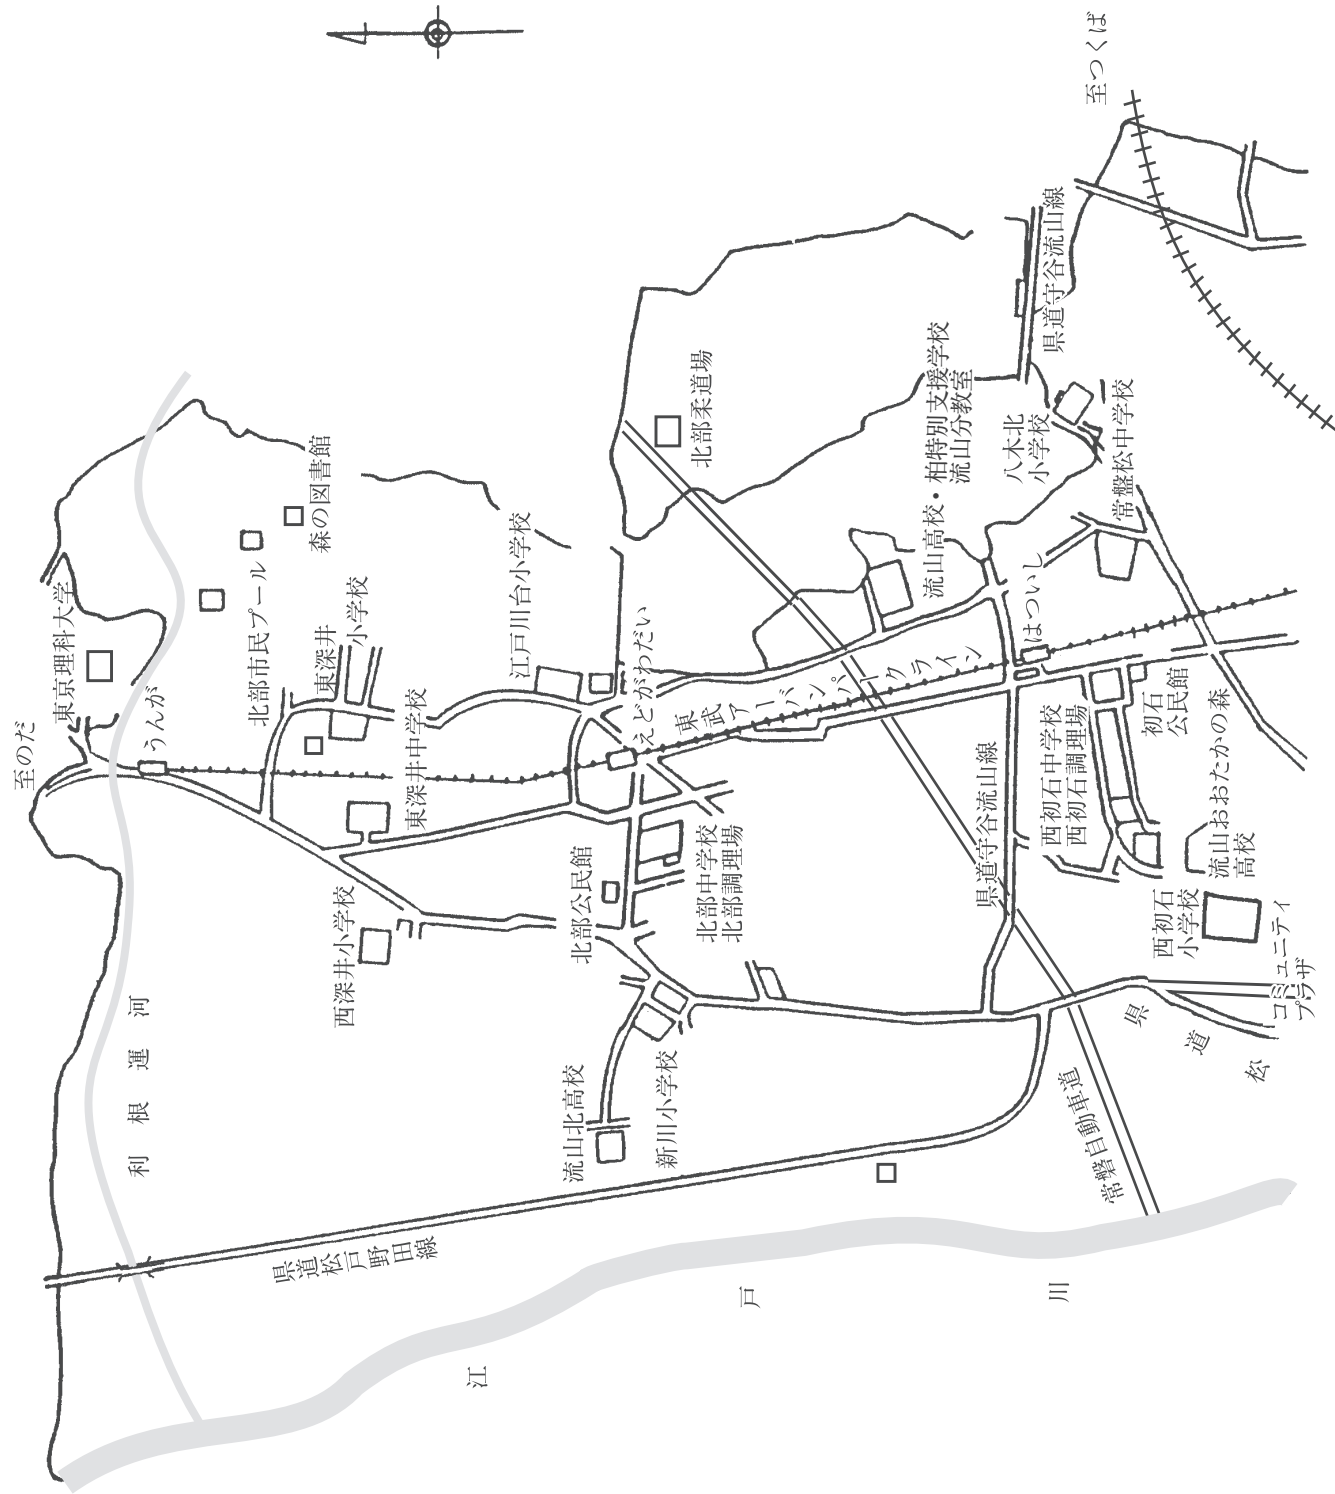 至のだ
東京理科大学
うんが
利根運河
北部市民プール
森の図書館
東深井
小学校
東深井中学校
西深井小学校
県道松戸野田線
江戸川台小学校
えどがわだい
東武アーバンパークライン
北部公民館
北部中学校
北部調理場
流山北高校
新川小学校
北部柔道場
流山高校・柏特別支援学校
流山分教室
八木北
小学校
県道守谷流山線
至つくば
常盤松中学校
はついし
県道守谷流山線
西初石中学校
西初石調理場
初石
公民館
流山おおたかの森
高校
西初石
小学校
コミュニティ
プラザ
県道松
常磐自動車道
江戸川